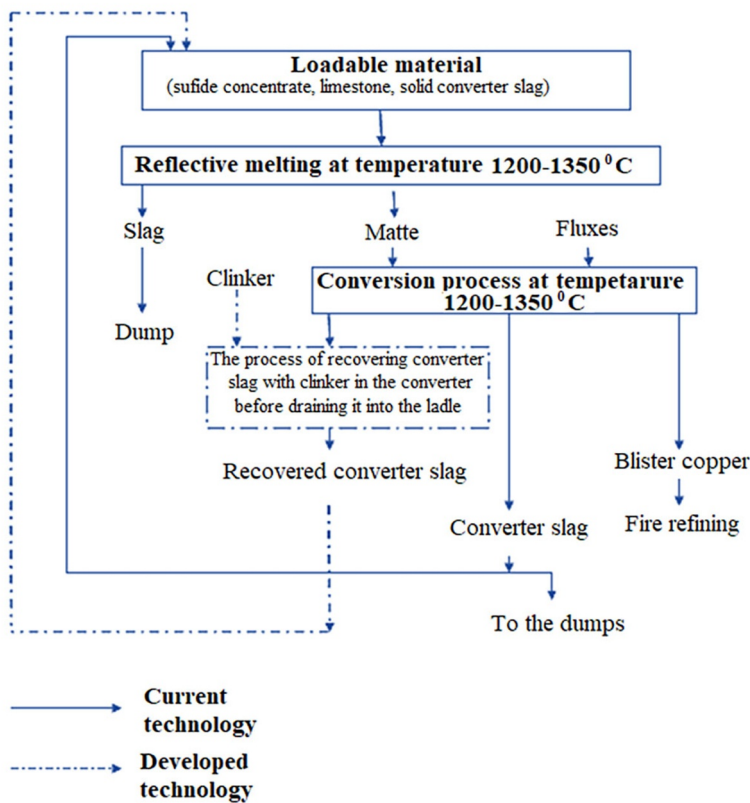 Loadable material
(sufide concentrate, limestone, solid converter slag)
Reflective melting at temperature 1200-1350 ⁰C
Slag
Matte
Fluxes
Clinker
Conversion process at tempetarure
1200-1350 ⁰C
Dump
The process of recovering converter
slag with clinker in the converter
before draining it into the ladle
Blister copper
Recovered converter slag
Fire refining
Converter slag
To the dumps
Current
technology
Developed
technology